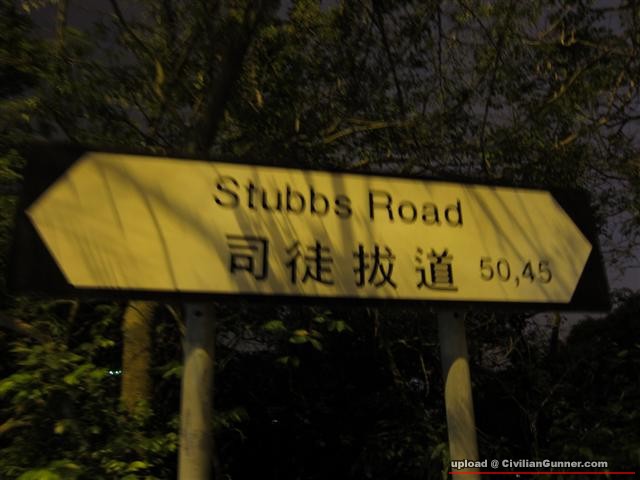 Stubbs Road
司徒拔道 50,45
upload @ CivilianGunner.com